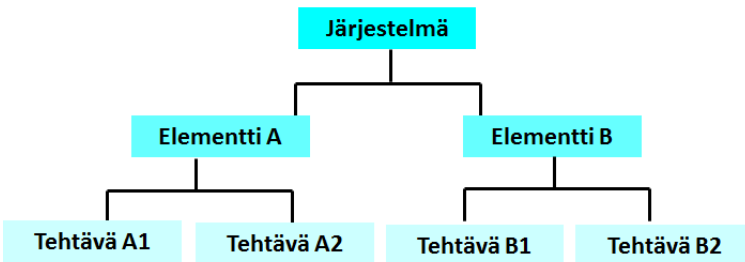 Järjestelmä
Elementti A
Elementti B
Tehtävä A1
Tehtävä A2
Tehtävä B1
Tehtävä B2